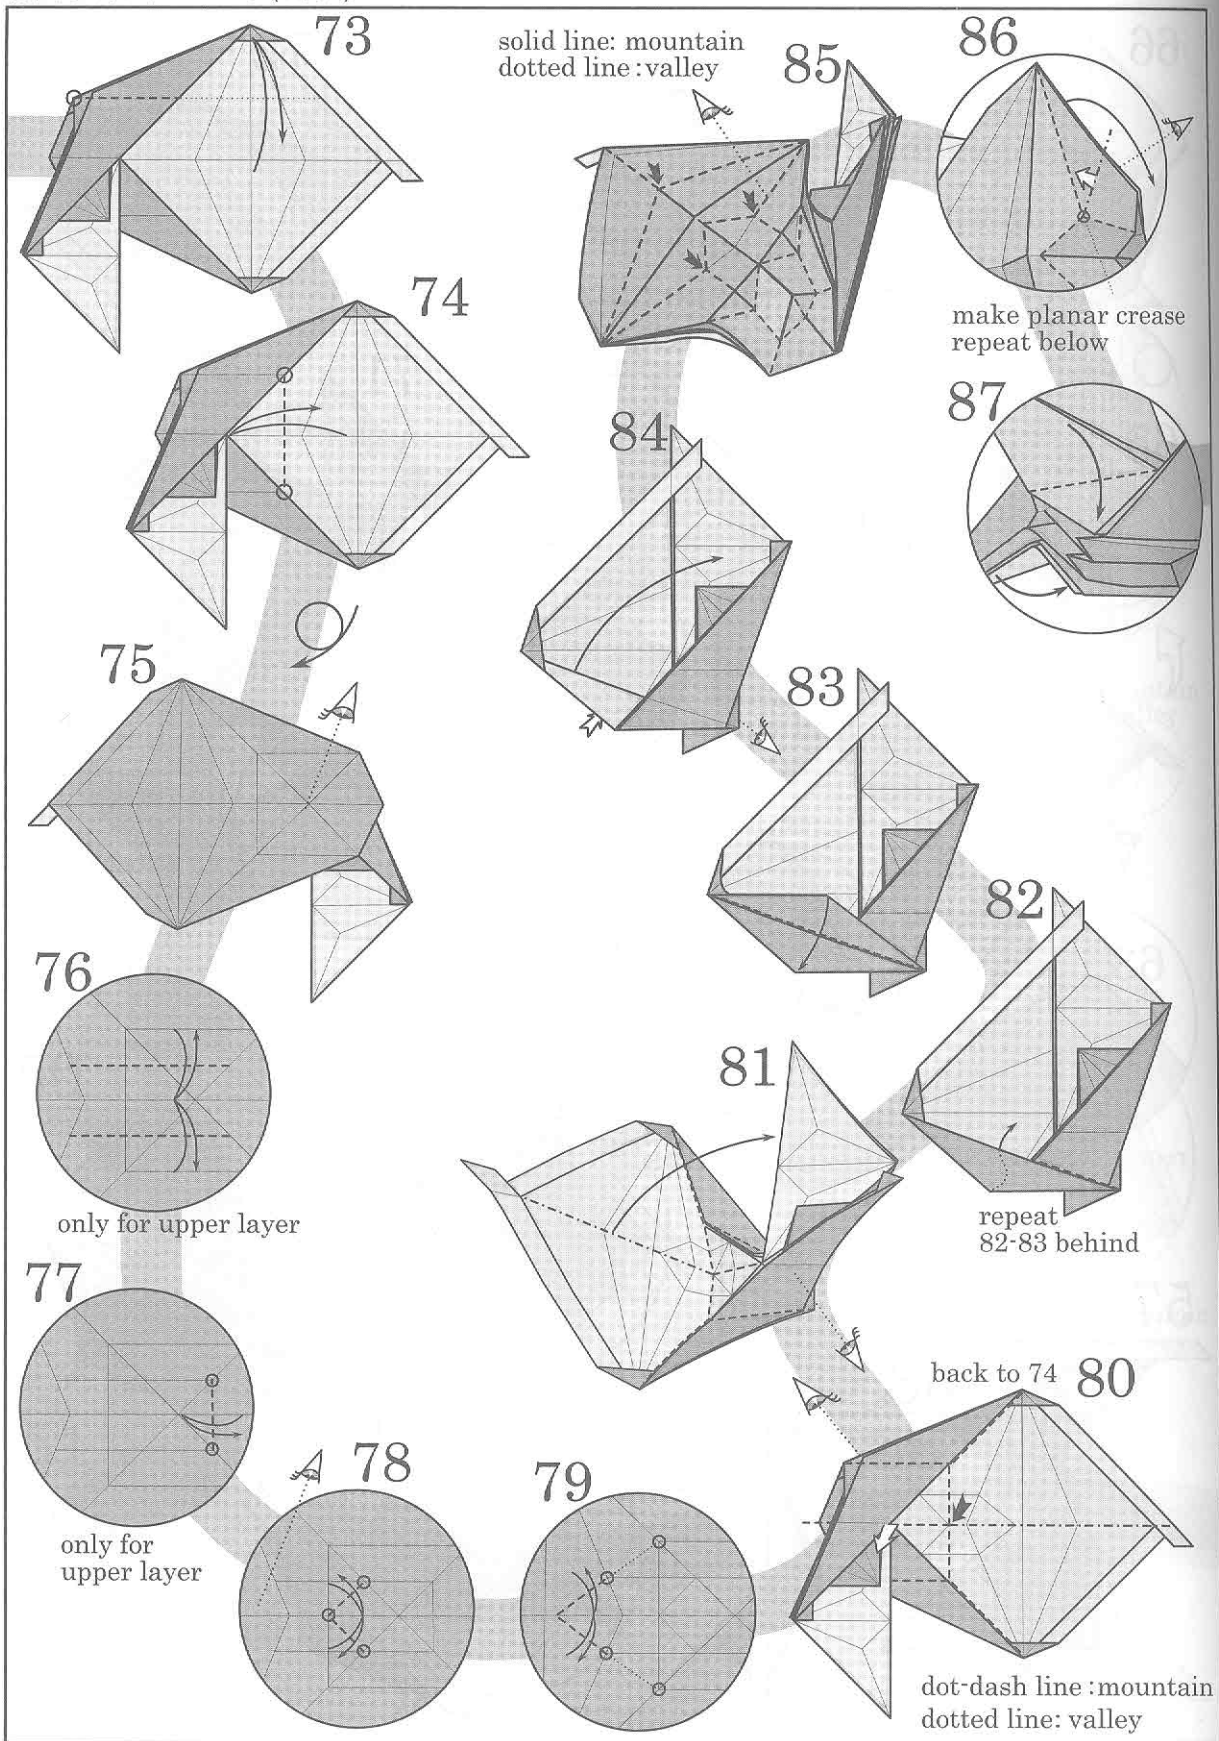 73
74
75
76
only for upper layer
77
only for
upper layer
78
79
back to 74 80
dot-dash line : mountain
dotted line: valley
81
82
repeat
82-83 behind
83
84
solid line: mountain
dotted line : valley
85
86
make planar crease
repeat below
87